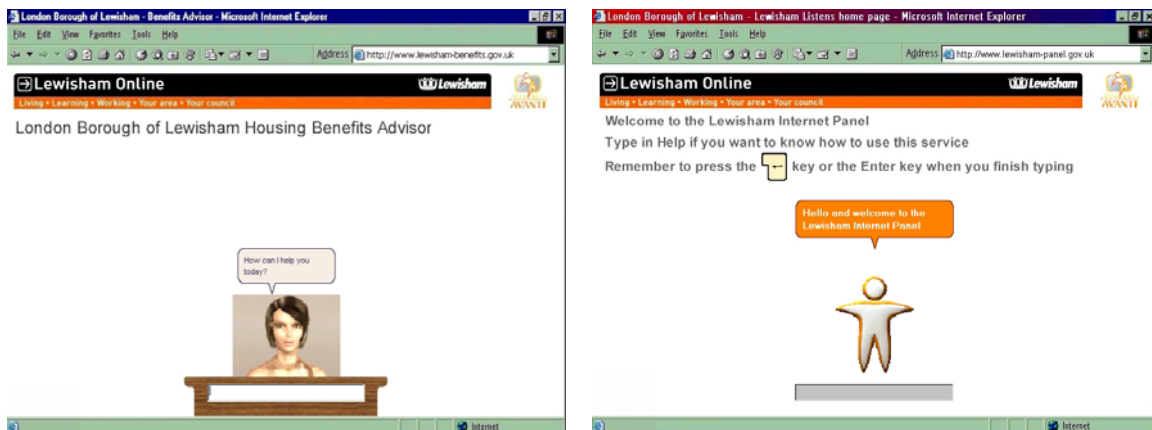 London Borough of Lewisham - Benefits Advisor - Microsoft Internet Explorer
File Edit View Favorites Tools Help
Address http://www.lewisham-benefits.gov.uk
Lewisham Online
Lewisham
Living • Learning • Working • Your area • Your council
AVANTI
London Borough of Lewisham Housing Benefits Advisor
How can I help you
today?
Internet
London Borough of Lewisham - Lewisham Listens home page - Microsoft Internet Explorer
File Edit View Favorites Tools Help
Address http://www.lewisham-panel.gov.uk
Lewisham Online
Lewisham
Living • Learning • Working • Your area • Your council
AVANTI
Welcome to the Lewisham Internet Panel
Type in Help if you want to know how to use this service
Remember to press the key or the Enter key when you finish typing
Hello and welcome to the
Lewisham Internet Panel
Internet